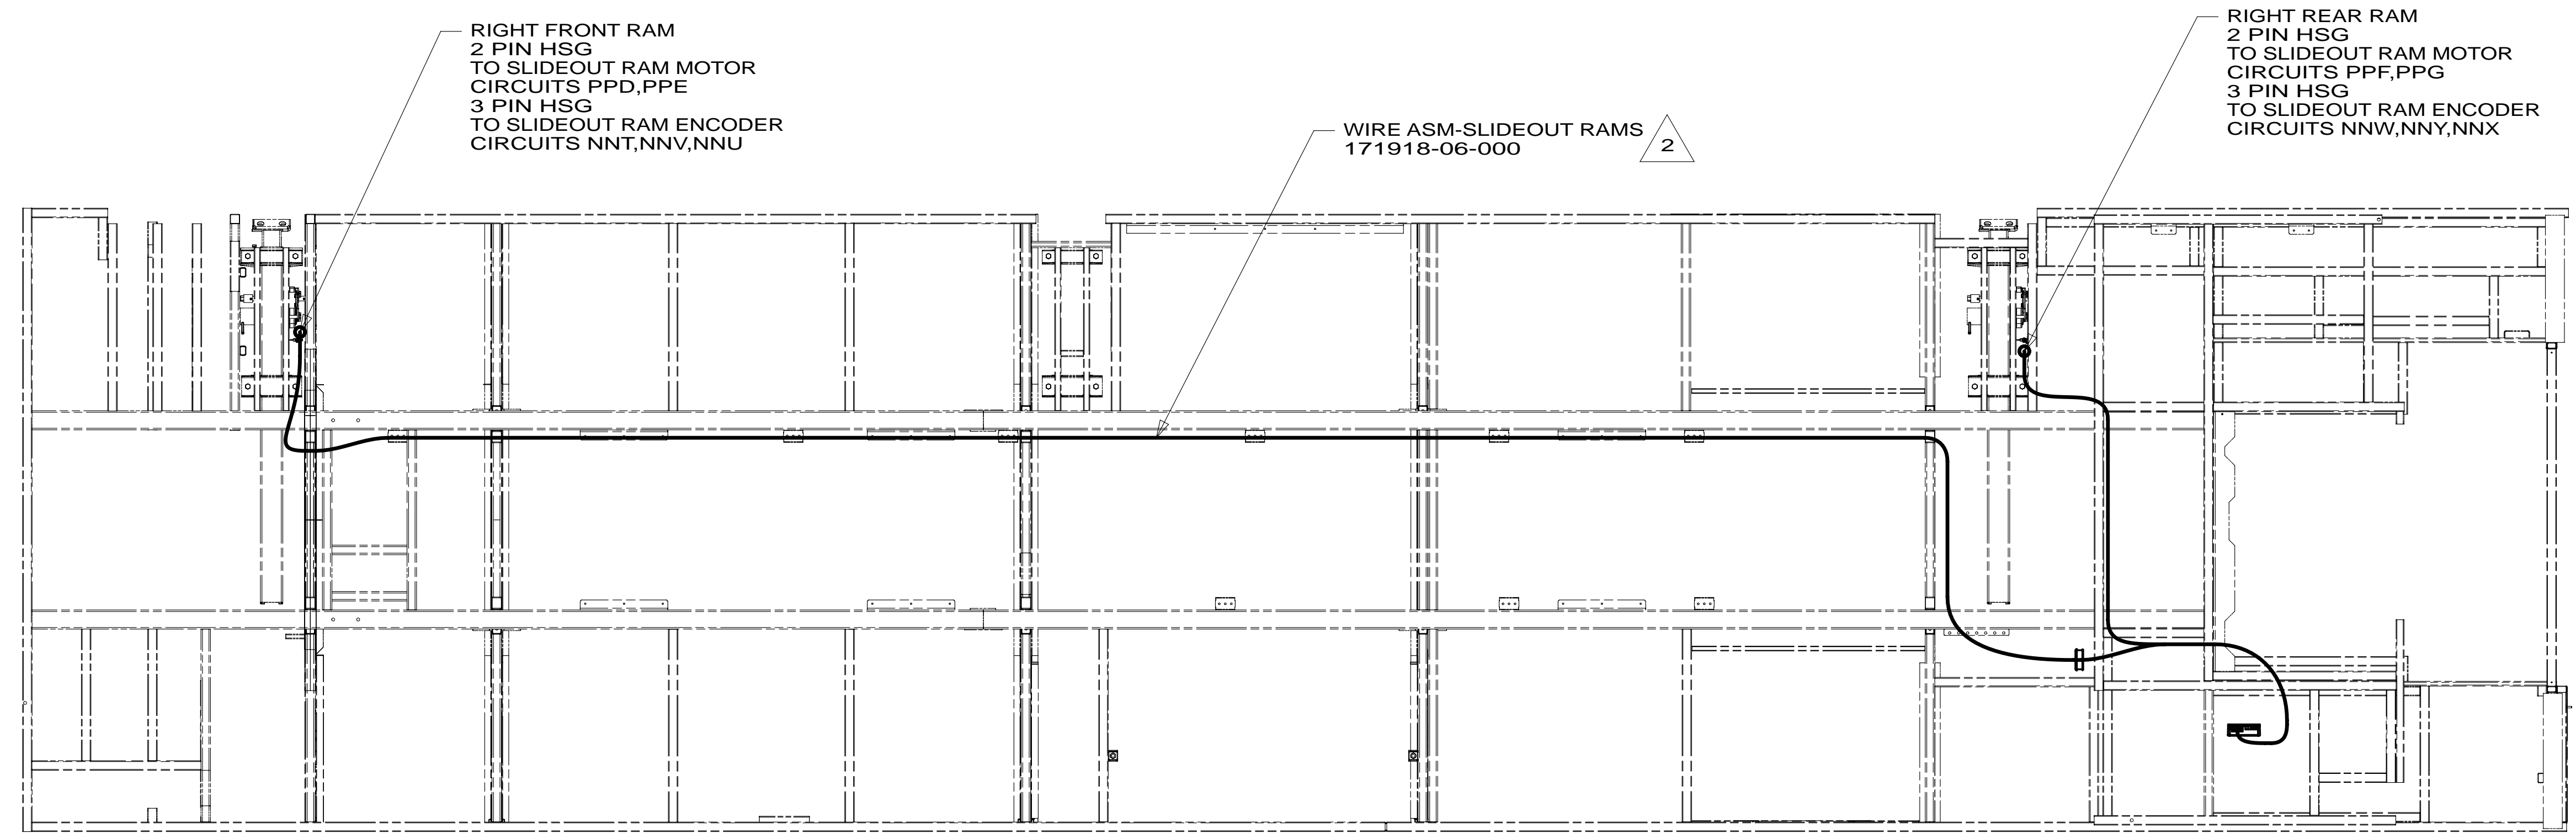 RIGHT FRONT RAM
2 PIN HSG
TO SLIDEOUT RAM MOTOR
CIRCUITS PPD,PPE
3 PIN HSG
TO SLIDEOUT RAM ENCODER
CIRCUITS NNT,NNV,NNU
WIRE ASM-SLIDEOUT RAMS
171918-06-000
2
RIGHT REAR RAM
2 PIN HSG
TO SLIDEOUT RAM MOTOR
CIRCUITS PPF,PPG
3 PIN HSG
TO SLIDEOUT RAM ENCODER
CIRCUITS NNW,NNY,NNX